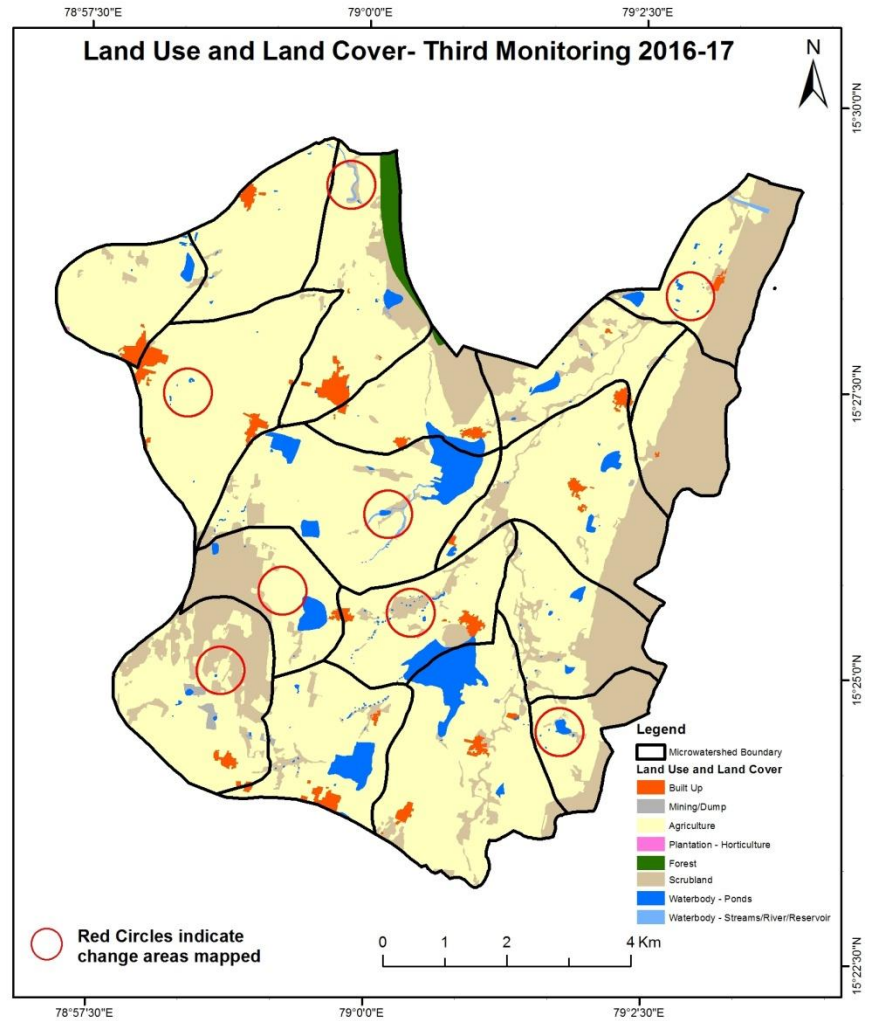 78°57'30"E 79°0'0"E 79°2'30"E
Land Use and Land Cover- Third Monitoring 2016-17
N
15°30'0"N
15°27'30"N
15°25'0"N
15°22'30"N
Legend
Microwatershed Boundary
Land Use and Land Cover
Built Up
Mining/Dump
Agriculture
Plantation - Horticulture
Forest
Scrubland
Waterbody - Ponds
Waterbody - Streams/River/Reservoir
Red Circles indicate
change areas mapped
0 1 2 4 Km
78°57'30"E 79°0'0"E 79°2'30"E